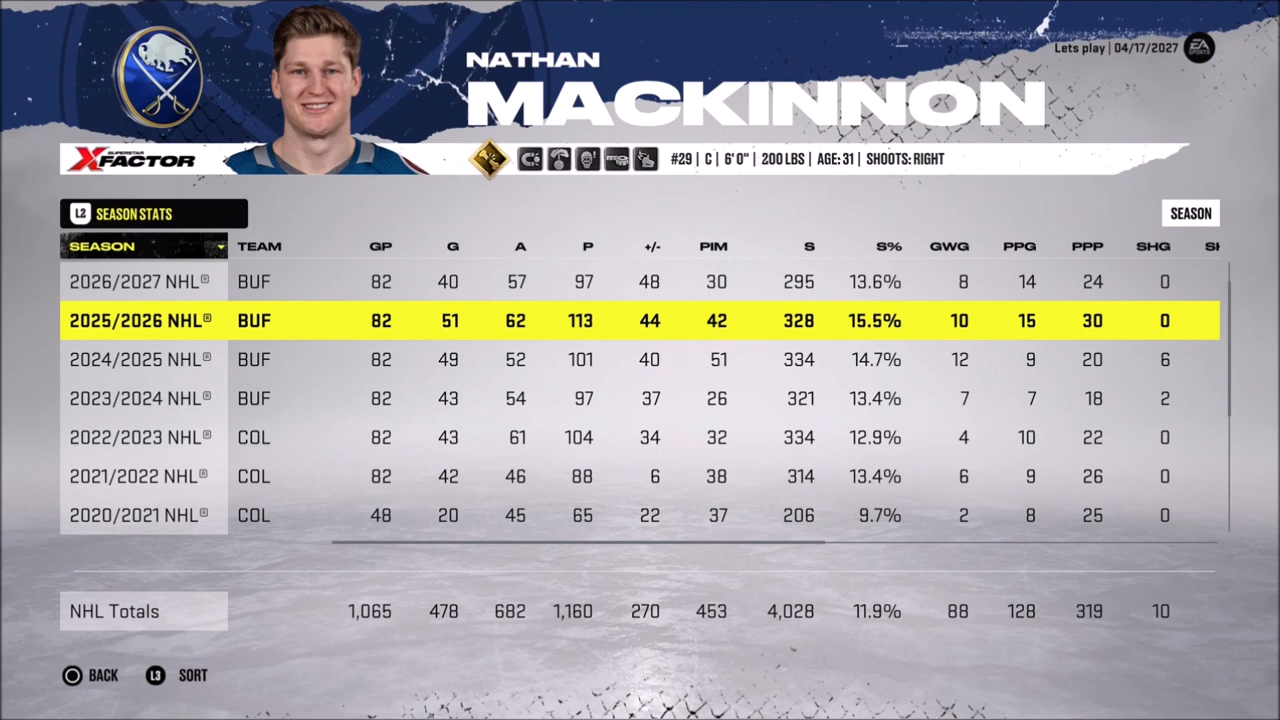 Lets play | 04/17/2027 EA SPORTS
NATHAN
MACKINNON
SUPERSTAR
X FACTOR
#29 | C | 6' 0" | 200 LBS | AGE: 31 | SHOOTS: RIGHT
L2 SEASON STATS
SEASON
SEASON TEAM GP G A P +/- PIM S S% GWG PPG PPP SHG
2026/2027 NHL® BUF 82 40 57 97 48 30 295 13.6% 8 14 24 0
2025/2026 NHL® BUF 82 51 62 113 44 42 328 15.5% 10 15 30 0
2024/2025 NHL® BUF 82 49 52 101 40 51 334 14.7% 12 9 20 6
2023/2024 NHL® BUF 82 43 54 97 37 26 321 13.4% 7 7 18 2
2022/2023 NHL® COL 82 43 61 104 34 32 334 12.9% 4 10 22 0
2021/2022 NHL® COL 82 42 46 88 6 38 314 13.4% 6 9 26 0
2020/2021 NHL® COL 48 20 45 65 22 37 206 9.7% 2 8 25 0
NHL Totals 1,065 478 682 1,160 270 453 4,028 11.9% 88 128 319 10
BACK L3 SORT